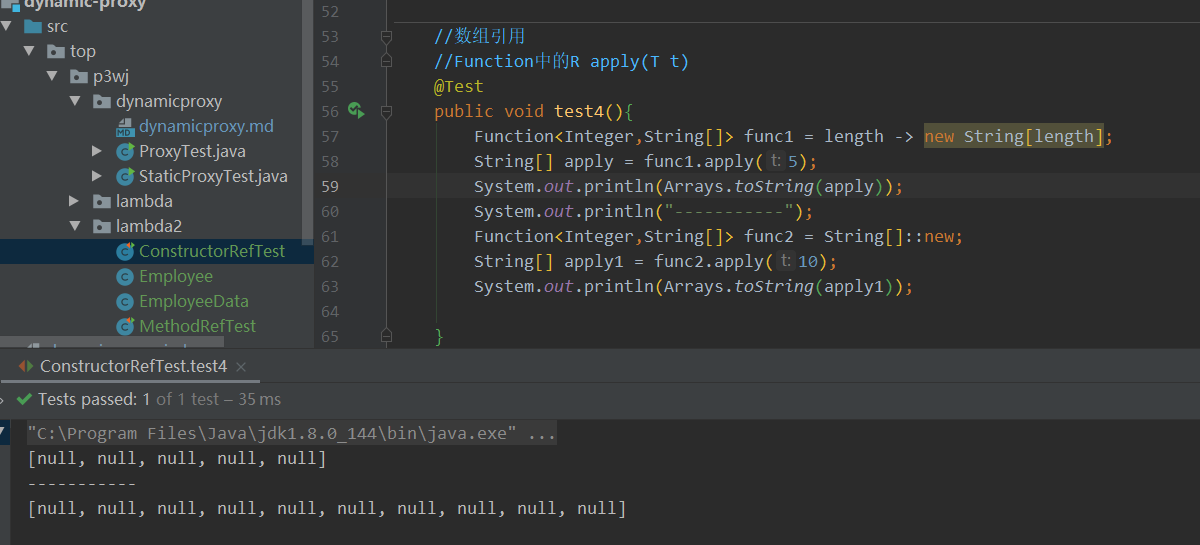 dynamic-proxy
src
top
p3wj
dynamicproxy
dynamicproxy.md
ProxyTest.java
StaticProxyTest.java
lambda
lambda2
ConstructorRefTest
Employee
EmployeeData
MethodRefTest
52
53 //数组引用
54 //Function中的R apply(T t)
55 @Test
56 public void test4(){
57 Function<Integer,String[]> func1 = length -> new String[length];
58 String[] apply = func1.apply( t: 5);
59 System.out.println(Arrays.toString(apply));
60 System.out.println("-----------");
61 Function<Integer,String[]> func2 = String[]::new;
62 String[] apply1 = func2.apply( t: 10);
63 System.out.println(Arrays.toString(apply1));
64
65 }
ConstructorRefTest.test4 ×
Tests passed: 1 of 1 test – 35 ms
"C:\Program Files\Java\jdk1.8.0_144\bin\java.exe" ...
[null, null, null, null, null]
-----------
[null, null, null, null, null, null, null, null, null, null]